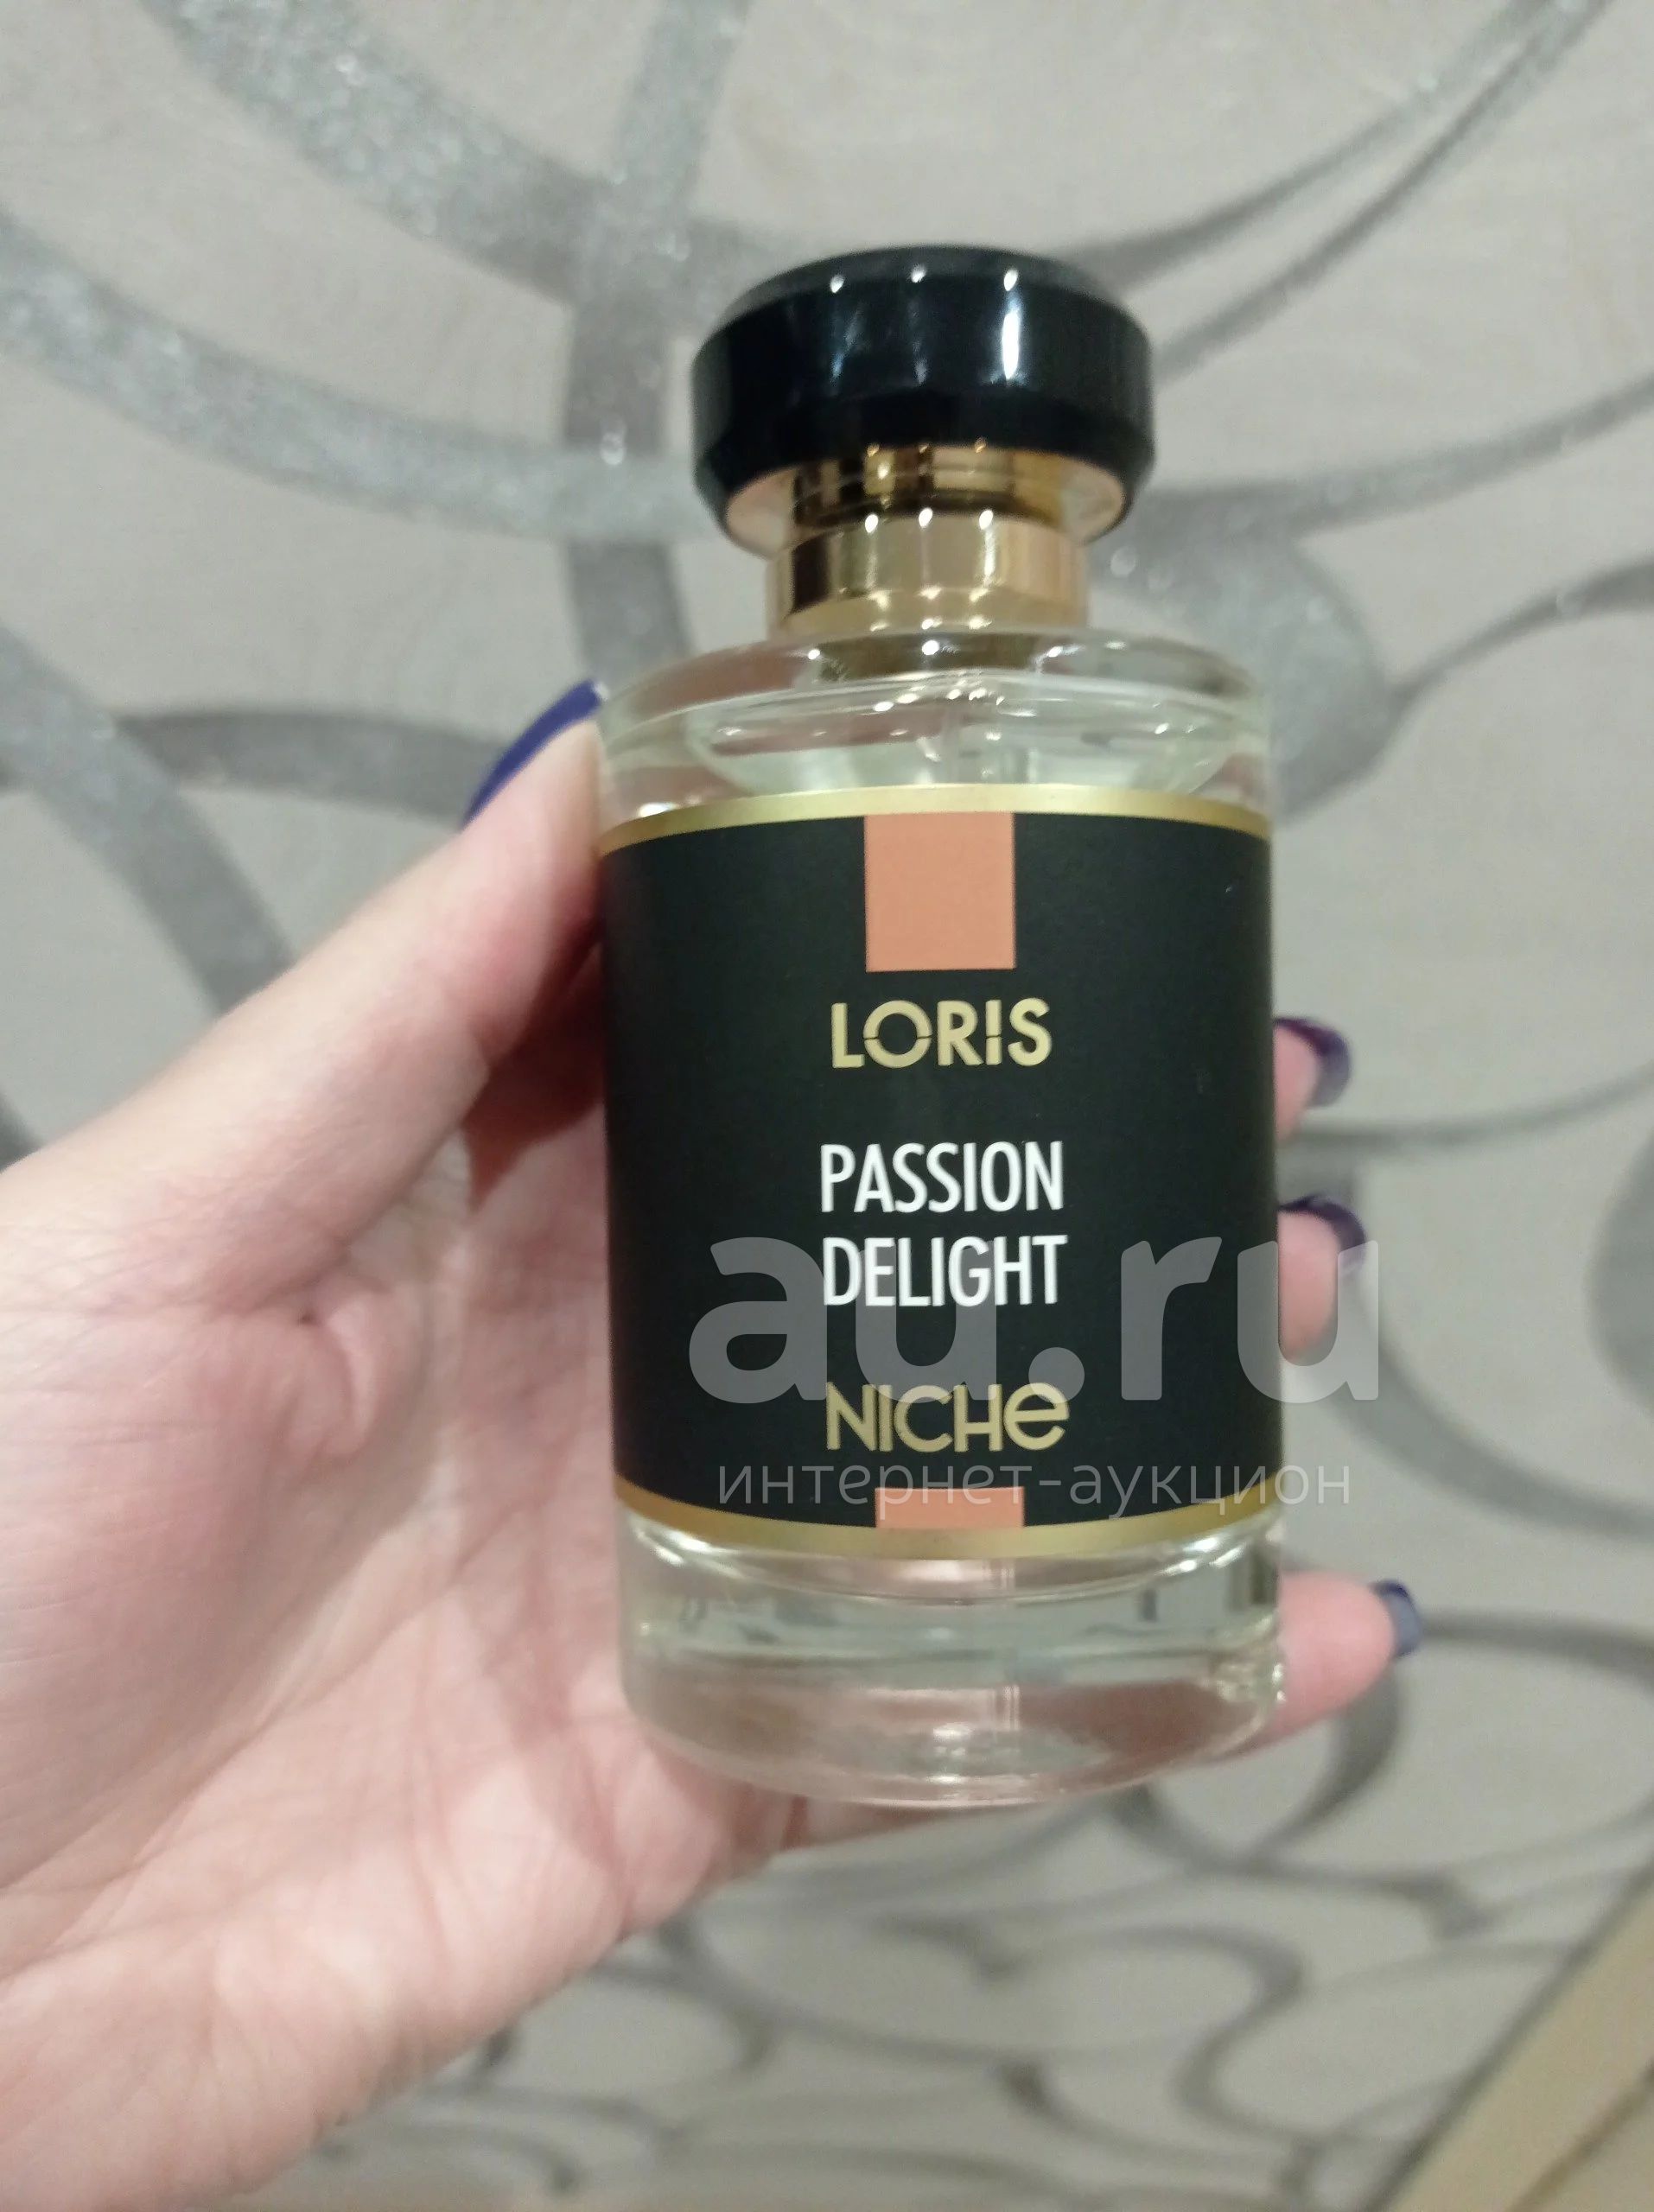 LORIS
PASSION
DELIGHT
au.ru
NICHe
интернет-аукцион